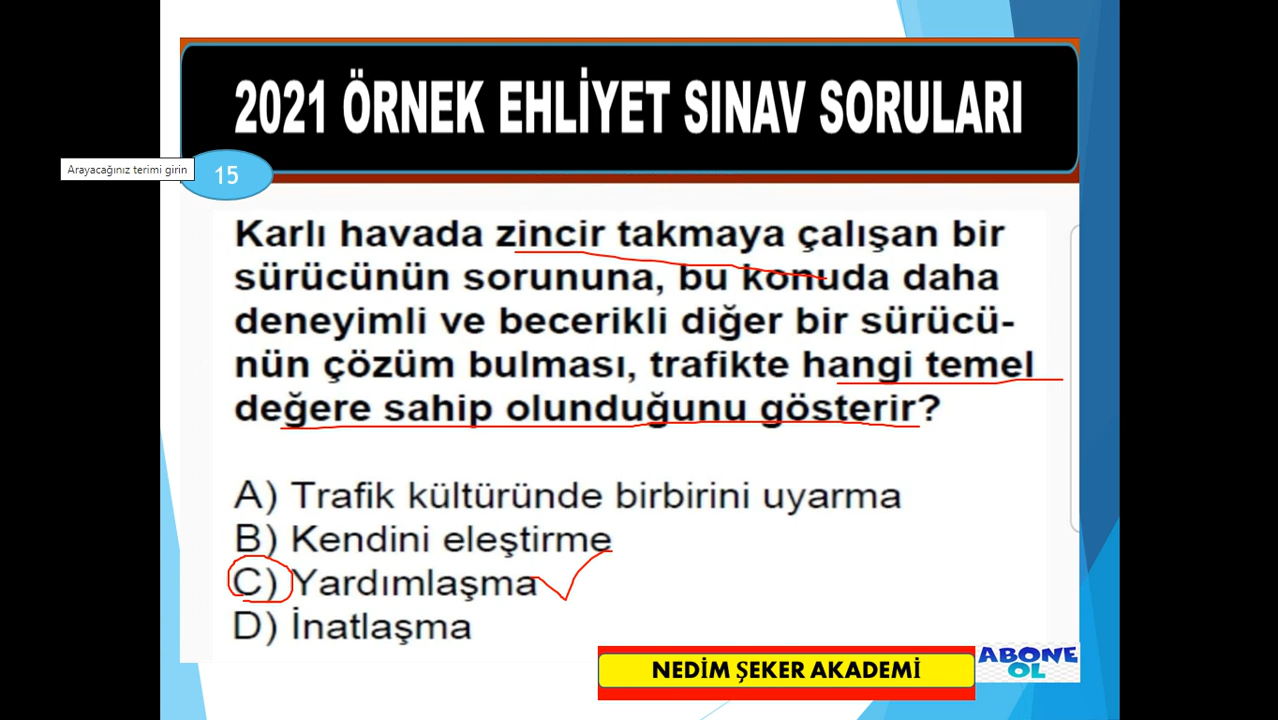 2021 ÖRNEK EHLİYET SINAV SORULARI
Arayacağınız terimi girin
15
Karlı havada zincir takmaya çalışan bir
sürücünün sorununa, bu konuda daha
deneyimli ve becerikli diğer bir sürücü-
nün çözüm bulması, trafikte hangi temel
değere sahip olunduğunu gösterir?
A) Trafik kültüründe birbirini uyarma
B) Kendini eleştirme
C) Yardımlaşma
D) İnatlaşma
NEDİM ŞEKER AKADEMİ
ABONE
OL